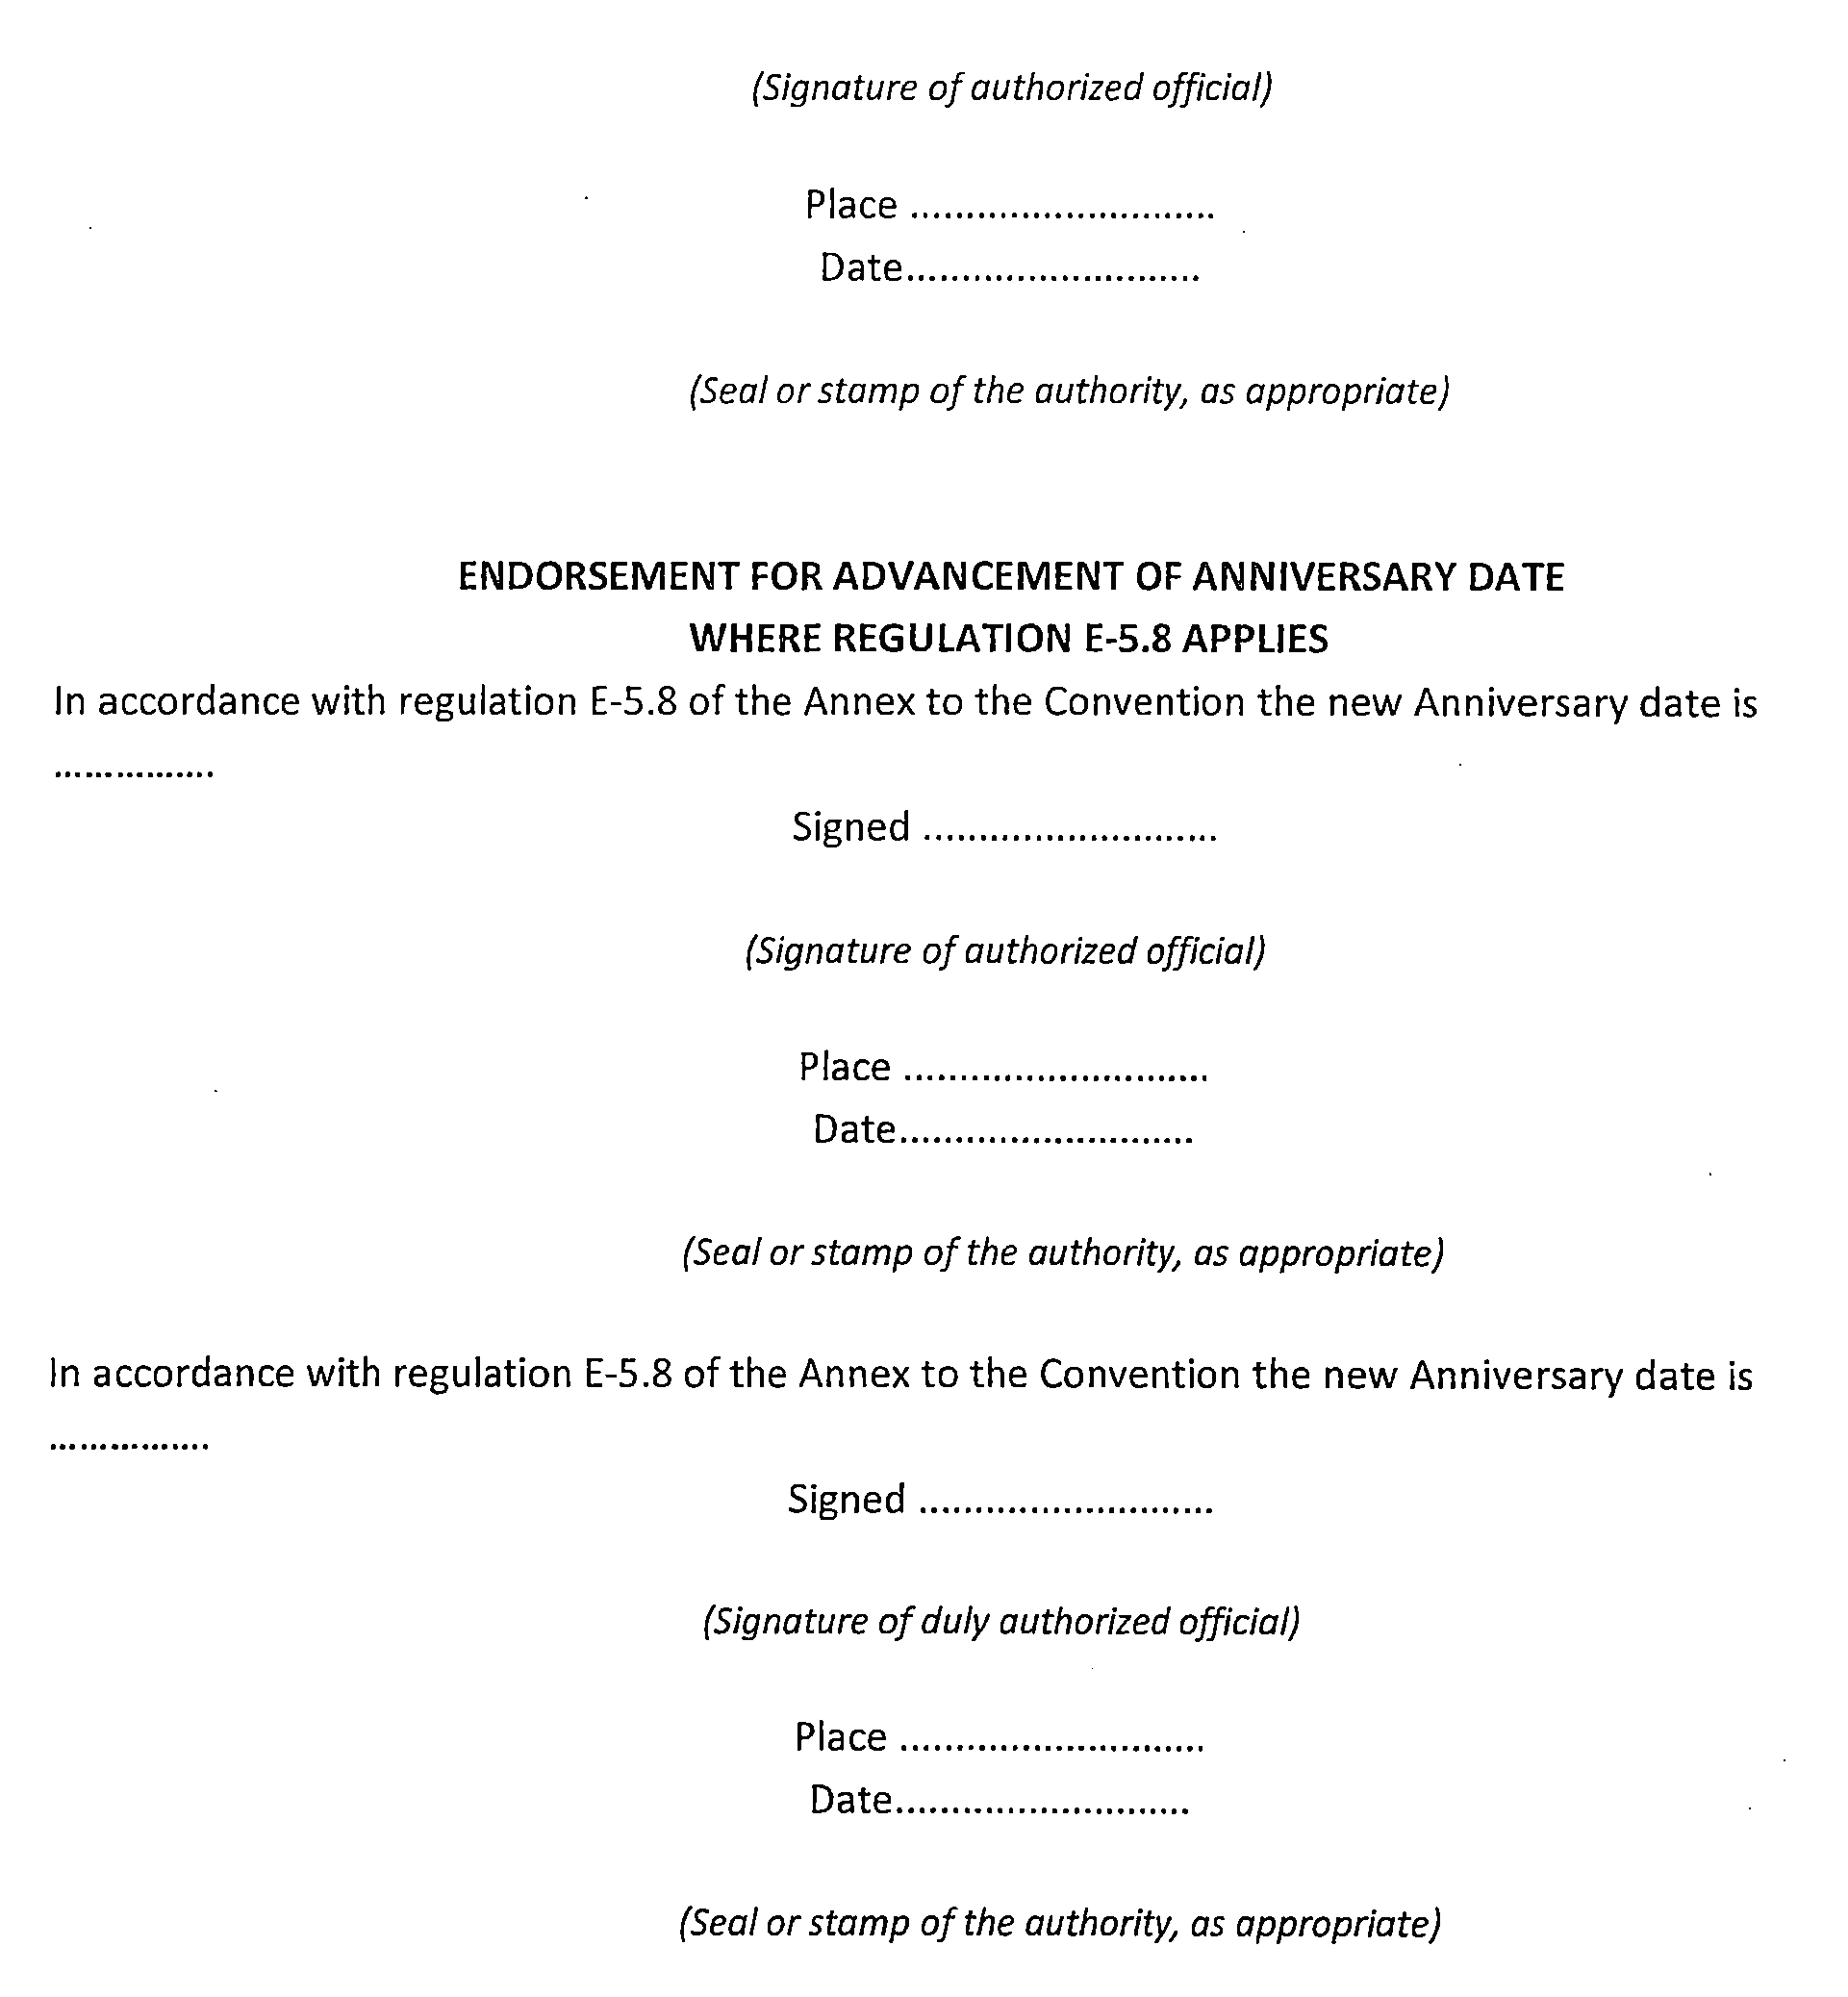 (Signature of authorized official)
Place ...........................
Date..........................
(Seal or stamp of the authority, as appropriate)
ENDORSEMENT FOR ADVANCEMENT OF ANNIVERSARY DATE
WHERE REGULATION E-5.8 APPLIES
In accordance with regulation E-5.8 of the Annex to the Convention the new Anniversary date is
................
Signed ..........................
(Signature of authorized official)
Place ...........................
Date..........................
(Seal or stamp of the authority, as appropriate)
In accordance with regulation E-5.8 of the Annex to the Convention the new Anniversary date is
................
Signed ..........................
(Signature of duly authorized official)
Place ...........................
Date..........................
(Seal or stamp of the authority, as appropriate)